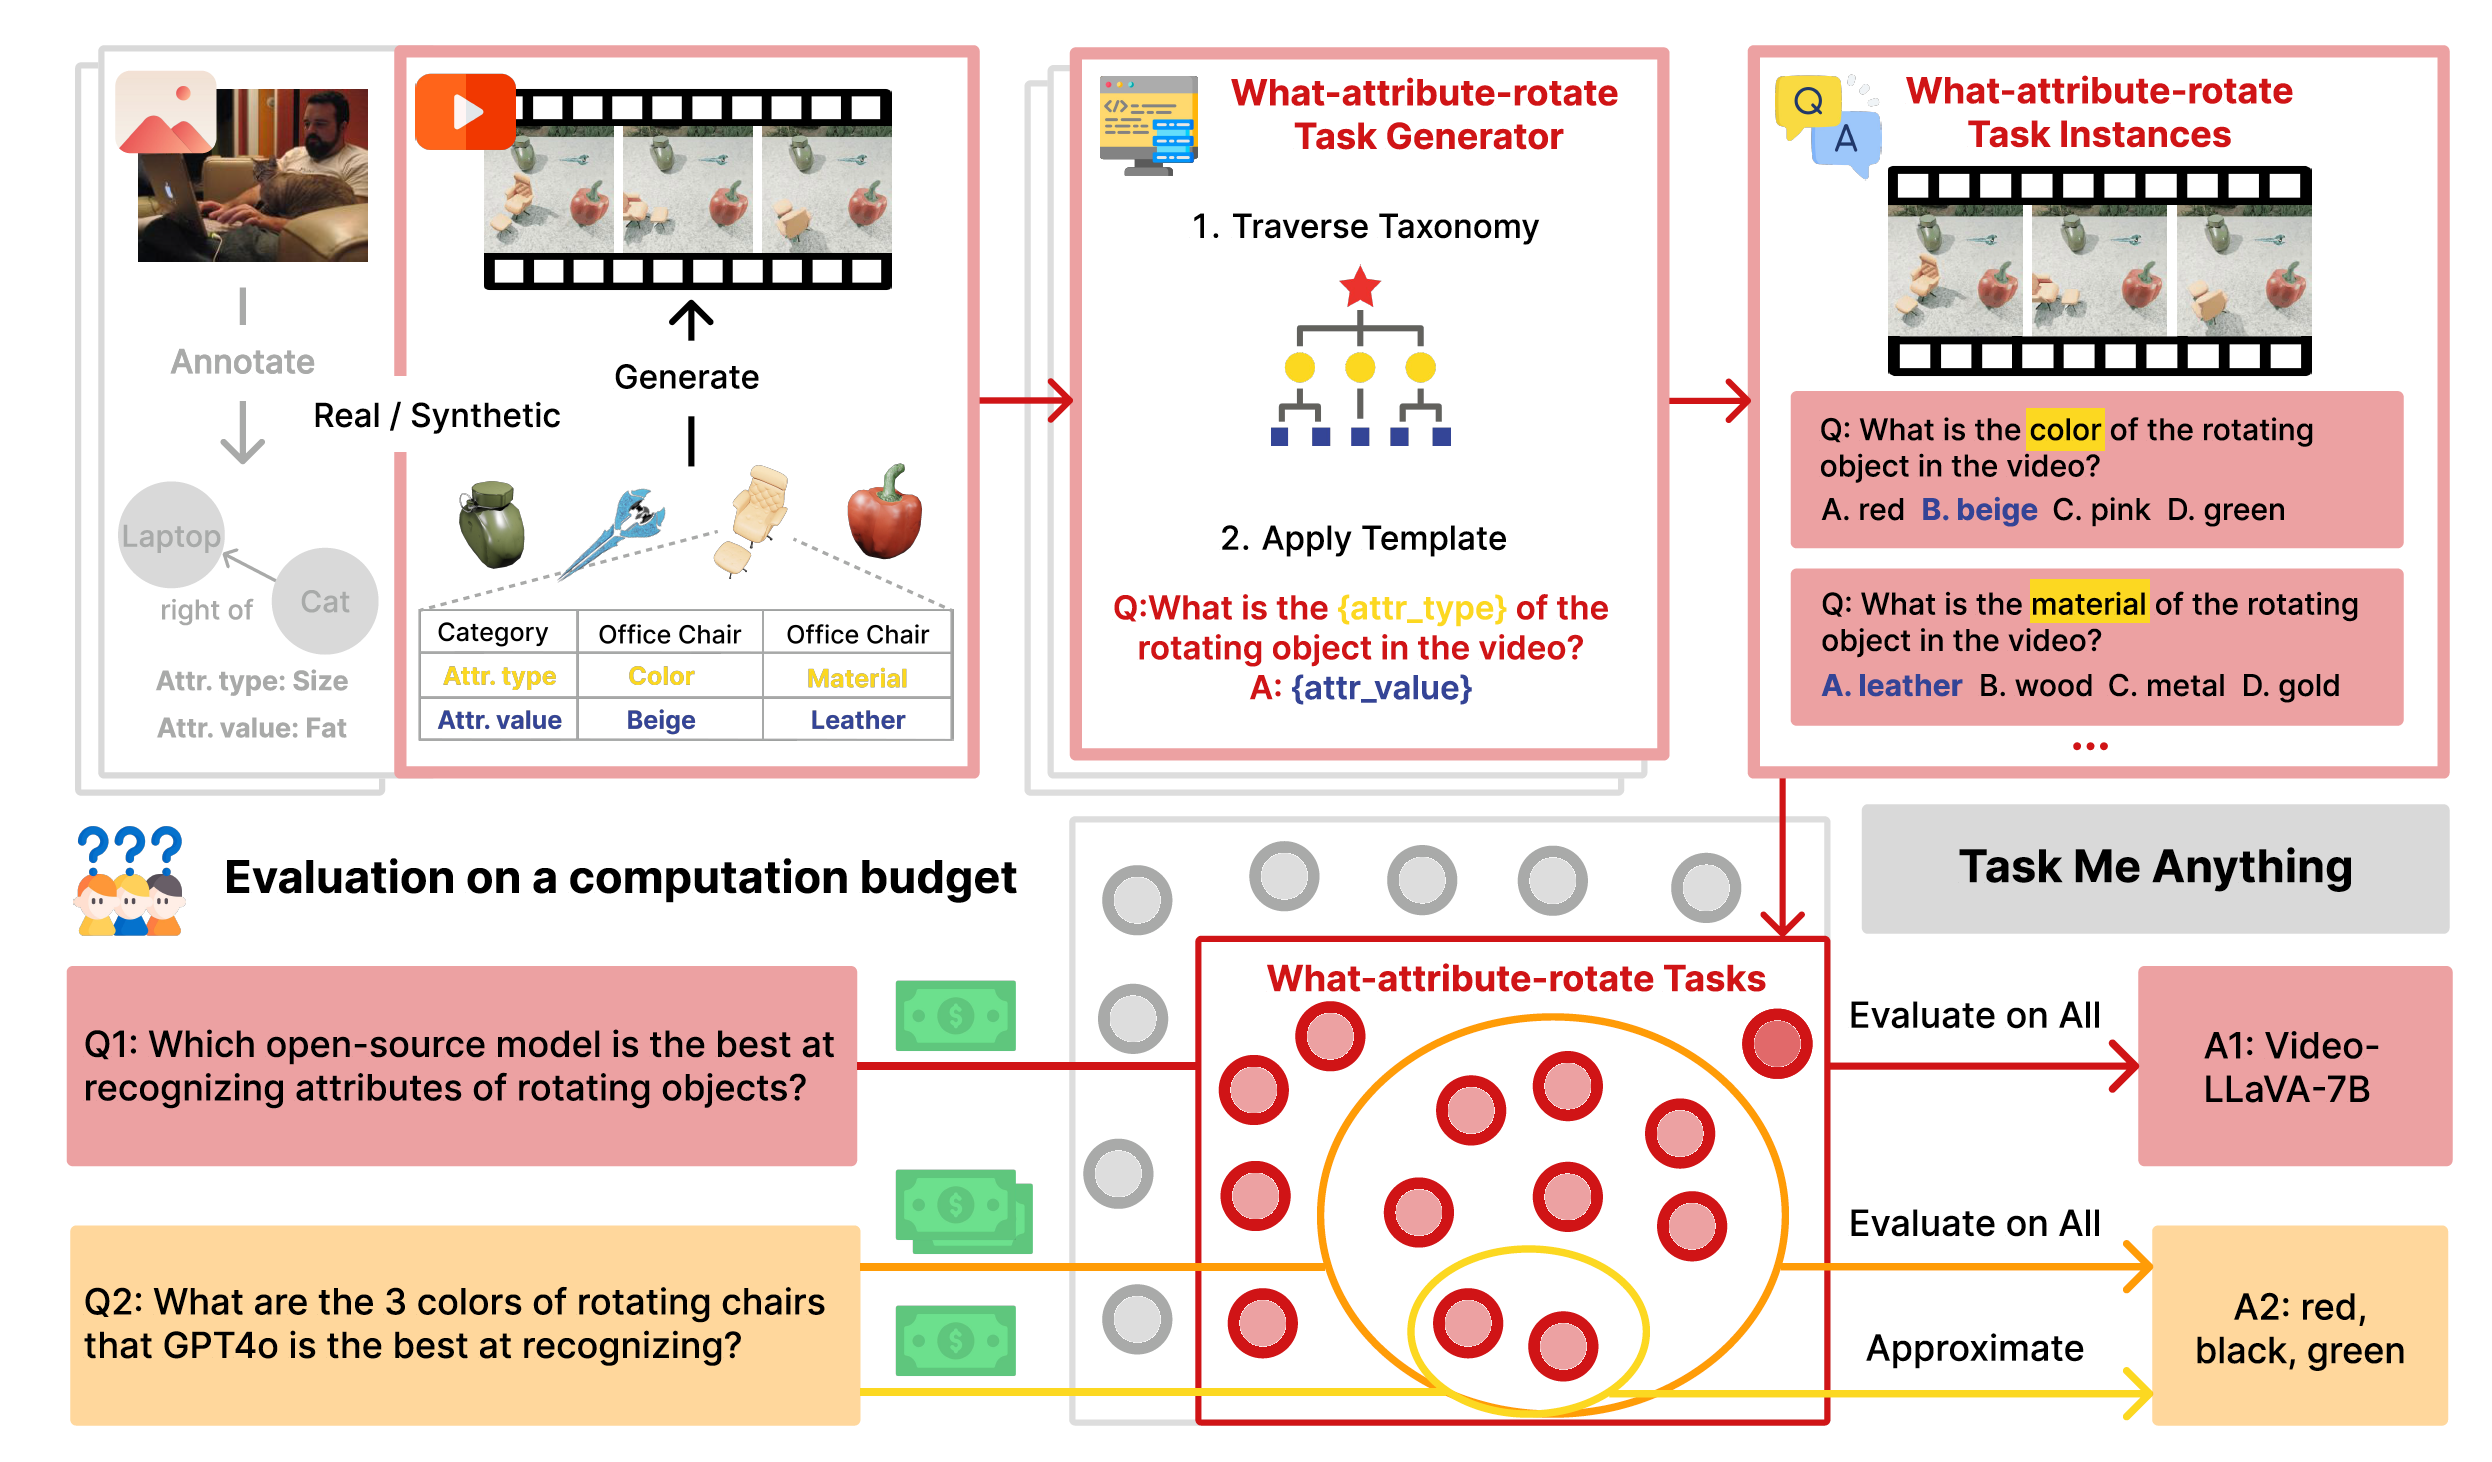 Annotate
Real / Synthetic
Laptop
right of
Cat
Attr. type: Size
Attr. value: Fat
Generate
Category Office Chair Office Chair
Attr. type Color Material
Attr. value Beige Leather
What-attribute-rotate
Task Generator
1. Traverse Taxonomy
2. Apply Template
Q:What is the {attr_type} of the
rotating object in the video?
A: {attr_value}
Q
A
What-attribute-rotate
Task Instances
Q: What is the color of the rotating
object in the video?
A. red B. beige C. pink D. green
Q: What is the material of the rotating
object in the video?
A. leather B. wood C. metal D. gold
...
???
Evaluation on a computation budget
Task Me Anything
What-attribute-rotate Tasks
Q1: Which open-source model is the best at
recognizing attributes of rotating objects?
$
Evaluate on All
A1: Video-
LLaVA-7B
$
Q2: What are the 3 colors of rotating chairs
that GPT4o is the best at recognizing?
$
Evaluate on All
Approximate
A2: red,
black, green